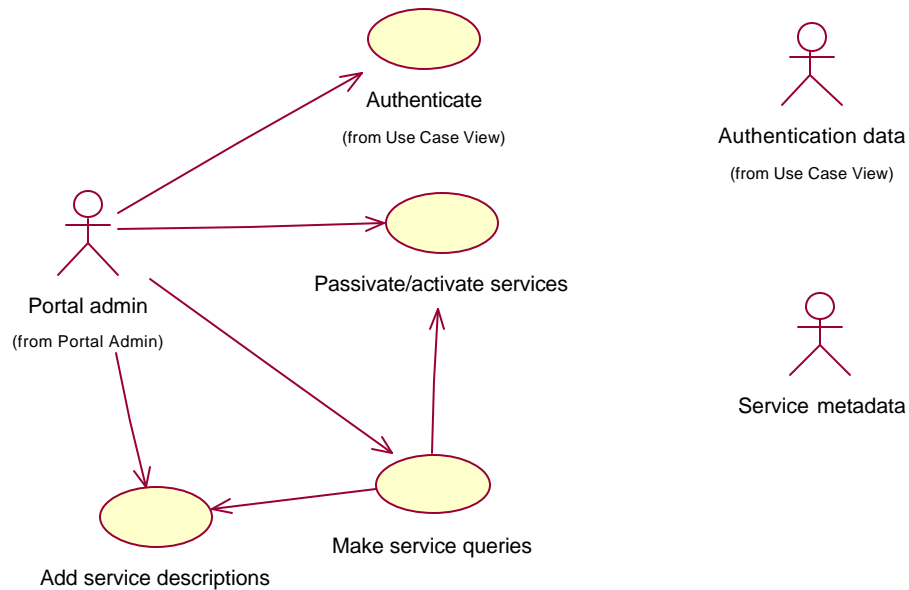 Authenticate
(from Use Case View)
Authentication data
(from Use Case View)
Passivate/activate services
Portal admin
(from Portal Admin)
Service metadata
Make service queries
Add service descriptions